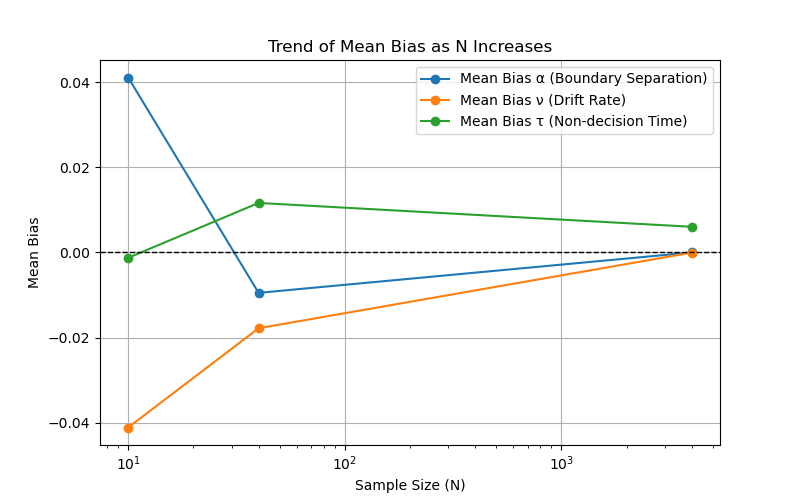 Trend of Mean Bias as N Increases
Mean Bias α (Boundary Separation)
Mean Bias ν (Drift Rate)
Mean Bias τ (Non-decision Time)
0.04
0.02
0.00
−0.02
−0.04
Mean Bias
10¹
10²
10³
Sample Size (N)